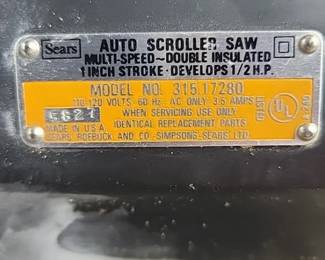 Sears
AUTO SCROLLER SAW
MULTI-SPEED~DOUBLE INSULATED
1 INCH STROKE - DEVELOPS 1/2 H.P.
MODEL NO. 315.17280
110-120 VOLTS 60 Hz AC ONLY 3.5 AMPS
WHEN SERVICING USE ONLY
IDENTICAL REPLACEMENT PARTS
MADE IN U.S.A.
SEARS, ROEBUCK AND CO.-SIMPSONS-SEARS LTD.
LISTED
UL